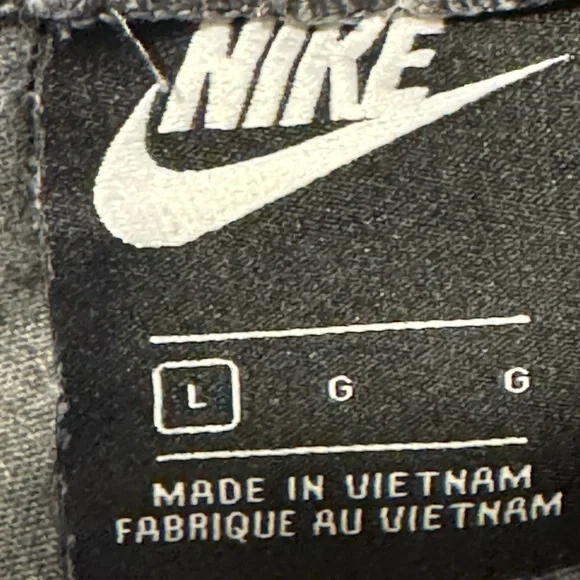 NIKE
L G G
MADE IN VIETNAM
FABRIQUE AU VIETNAM